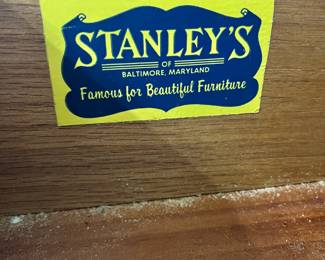 STANLEY'S
OF
BALTIMORE, MARYLAND
Famous for Beautiful Furniture